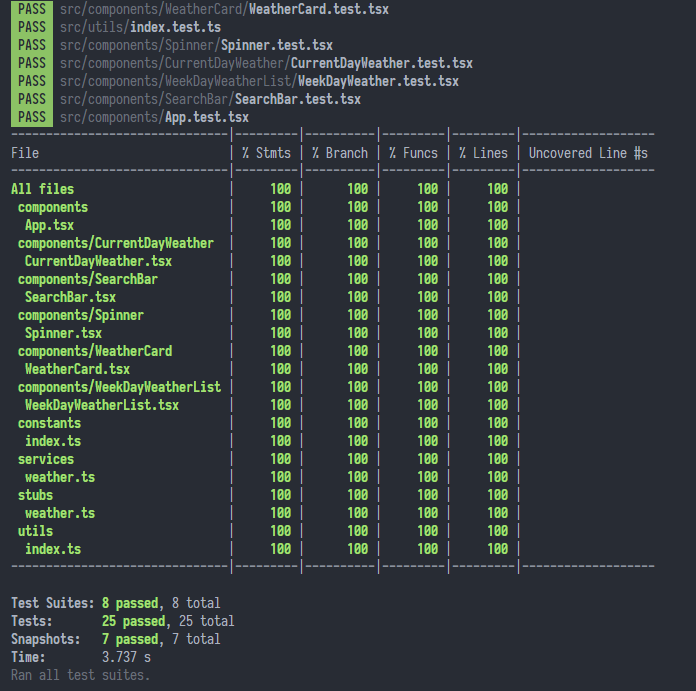 PASS src/components/WeatherCard/WeatherCard.test.tsx
PASS src/utils/index.test.ts
PASS src/components/Spinner/Spinner.test.tsx
PASS src/components/CurrentDayWeather/CurrentDayWeather.test.tsx
PASS src/components/WeekDayWeatherList/WeekDayWeather.test.tsx
PASS src/components/SearchBar/SearchBar.test.tsx
PASS src/components/App.test.tsx
-------------------------------|---------|----------|---------|---------|-------------------
File                           | % Stmts | % Branch | % Funcs | % Lines | Uncovered Line #s
-------------------------------|---------|----------|---------|---------|-------------------
All files                      |     100 |      100 |     100 |     100 |
 components                    |     100 |      100 |     100 |     100 |
  App.tsx                      |     100 |      100 |     100 |     100 |
 components/CurrentDayWeather  |     100 |      100 |     100 |     100 |
  CurrentDayWeather.tsx        |     100 |      100 |     100 |     100 |
 components/SearchBar          |     100 |      100 |     100 |     100 |
  SearchBar.tsx                |     100 |      100 |     100 |     100 |
 components/Spinner            |     100 |      100 |     100 |     100 |
  Spinner.tsx                  |     100 |      100 |     100 |     100 |
 components/WeatherCard        |     100 |      100 |     100 |     100 |
  WeatherCard.tsx              |     100 |      100 |     100 |     100 |
 components/WeekDayWeatherList |     100 |      100 |     100 |     100 |
  WeekDayWeatherList.tsx       |     100 |      100 |     100 |     100 |
 constants                     |     100 |      100 |     100 |     100 |
  index.ts                     |     100 |      100 |     100 |     100 |
 services                      |     100 |      100 |     100 |     100 |
  weather.ts                   |     100 |      100 |     100 |     100 |
 stubs                         |     100 |      100 |     100 |     100 |
  weather.ts                   |     100 |      100 |     100 |     100 |
 utils                         |     100 |      100 |     100 |     100 |
  index.ts                     |     100 |      100 |     100 |     100 |
-------------------------------|---------|----------|---------|---------|-------------------
Test Suites: 8 passed, 8 total
Tests:       25 passed, 25 total
Snapshots:   7 passed, 7 total
Time:        3.737 s
Ran all test suites.